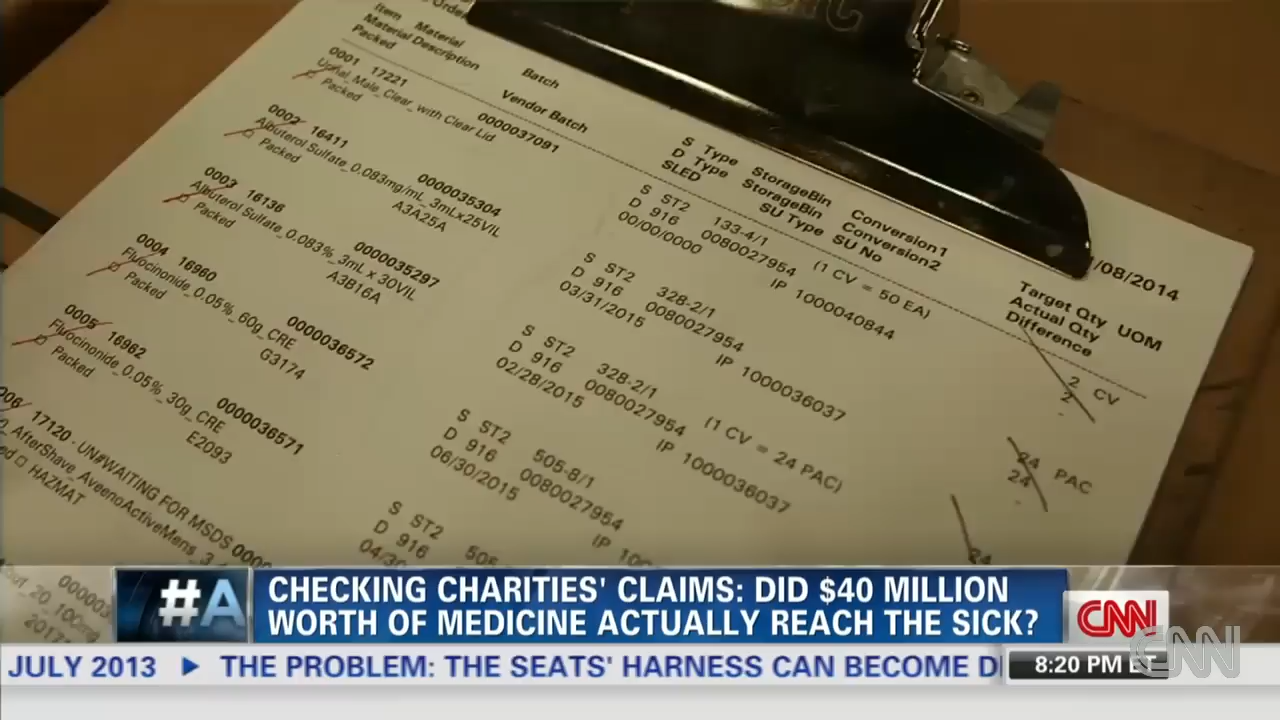 Item Material
Material Description
Packed
Batch
Vendor Batch
S Type StorageBin Conversion1
D Type StorageBin Conversion2
SLED SU Type SU No
/08/2014
Target Qty UOM
Actual Qty
Difference
0001 17221 0000037091
Urinal_Male_Clear_with Clear Lid
Packed
S ST2 133-4/1 (1 CV = 50 EA)
D 916 0080027954
00/00/0000 IP 1000040844
2 CV
2
-
0002 16411 0000035304
Albuterol Sulfate_0.083mg/mL_3mLx25VIL
Packed A3A25A
S ST2 328-2/1
D 916 0080027954
03/31/2015 IP 1000036037
24 PAC
24
-
0003 16136 0000035297
Albuterol Sulfate_0.083%_3mL x 30VIL
Packed A3B16A
S ST2 328-2/1 (1 CV = 24 PAC)
D 916 0080027954
02/28/2015 IP 1000036037
24
0004 16960 0000036572
Fluocinonide_0.05%_60g_CRE
Packed G3174
S ST2 505-8/1
D 916 0080027954
06/30/2015 IP
0005 16962 0000036571
Fluocinonide_0.05%_30g_CRE
Packed E2093
S ST2
D 916
17120 - UN#WAITING FOR MSDS
AfterShave_AveenoActiveMens_3
HAZMAT
#A
CHECKING CHARITIES' CLAIMS: DID $40 MILLION
WORTH OF MEDICINE ACTUALLY REACH THE SICK?
CNN
JULY 2013 ▶ THE PROBLEM: THE SEATS' HARNESS CAN BECOME
8:20 PM ET
CNN